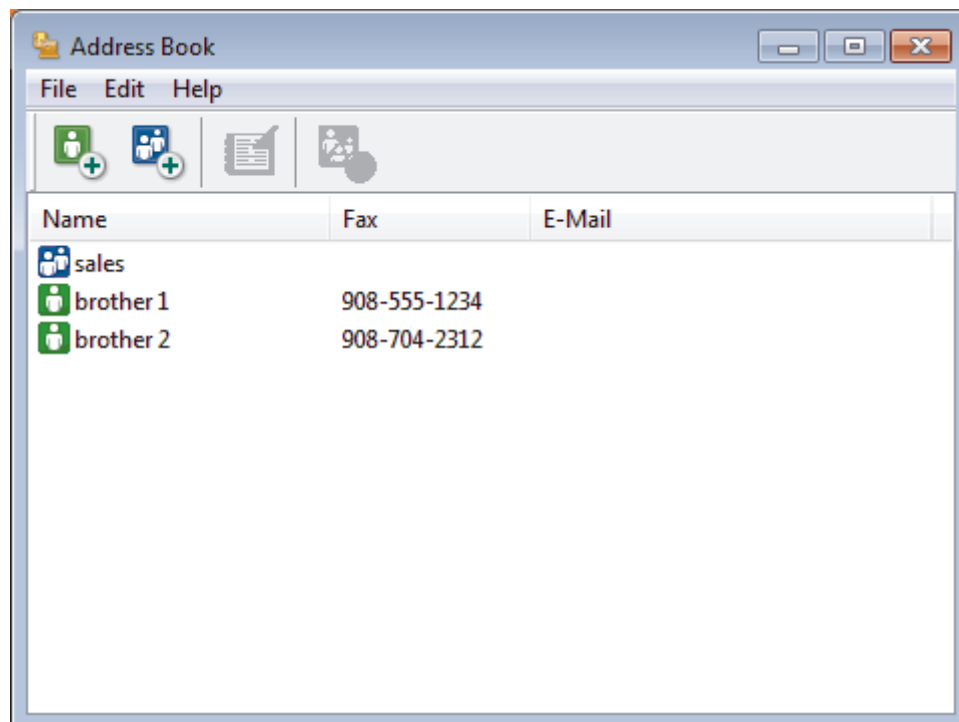 Address Book
File Edit Help
Name Fax E-Mail
sales
brother 1 908-555-1234
brother 2 908-704-2312